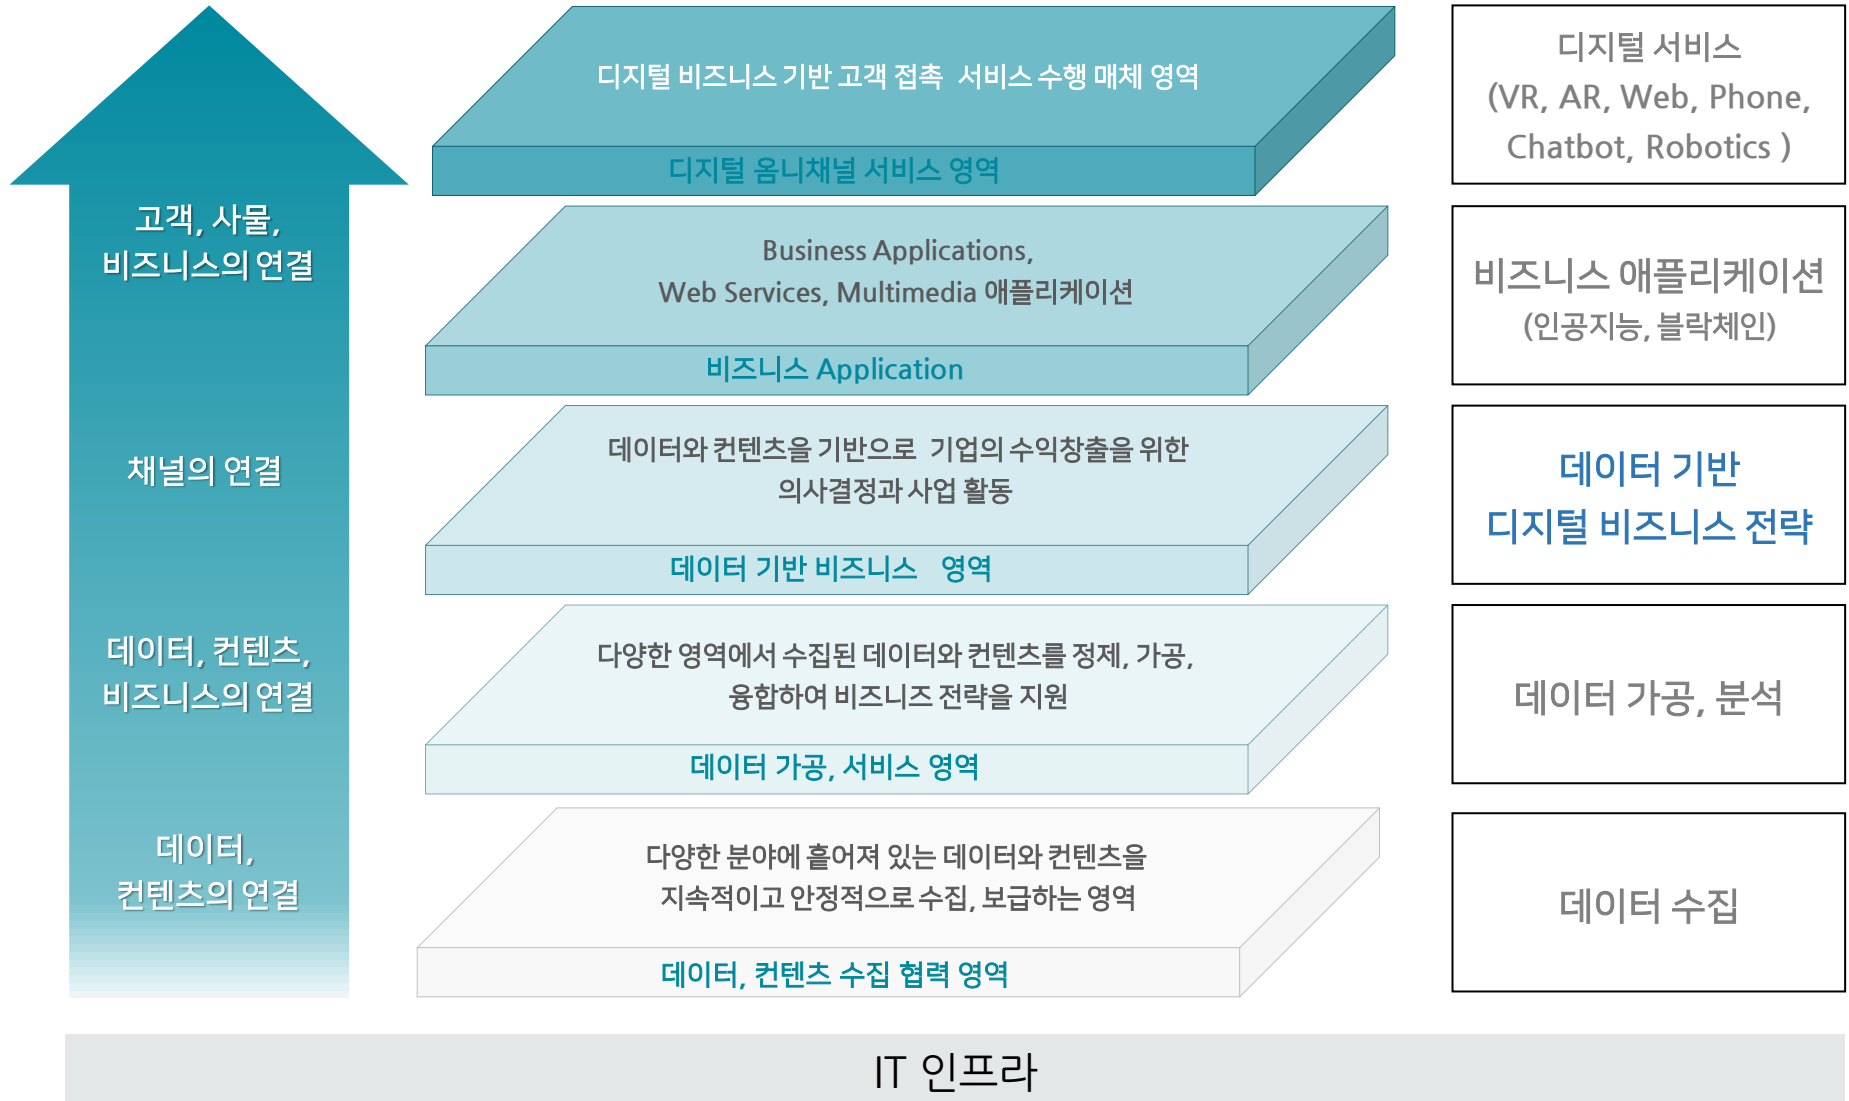 디지털 비즈니스 기반 고객 접촉 서비스 수행 매체 영역
디지털 옴니채널 서비스 영역
디지털 서비스
(VR, AR, Web, Phone,
Chatbot, Robotics )
고객, 사물,
비즈니스의 연결
Business Applications,
Web Services, Multimedia 애플리케이션
비즈니스 Application
비즈니스 애플리케이션
(인공지능, 블락체인)
채널의 연결
데이터와 컨텐츠을 기반으로 기업의 수익창출을 위한
의사결정과 사업 활동
데이터 기반 비즈니스 영역
데이터 기반
디지털 비즈니스 전략
데이터, 컨텐츠,
비즈니스의 연결
다양한 영역에서 수집된 데이터와 컨텐츠를 정제, 가공,
융합하여 비즈니즈 전략을 지원
데이터 가공, 서비스 영역
데이터 가공, 분석
데이터,
컨텐츠의 연결
다양한 분야에 흩어져 있는 데이터와 컨텐츠을
지속적이고 안정적으로 수집, 보급하는 영역
데이터, 컨텐츠 수집 협력 영역
데이터 수집
IT 인프라